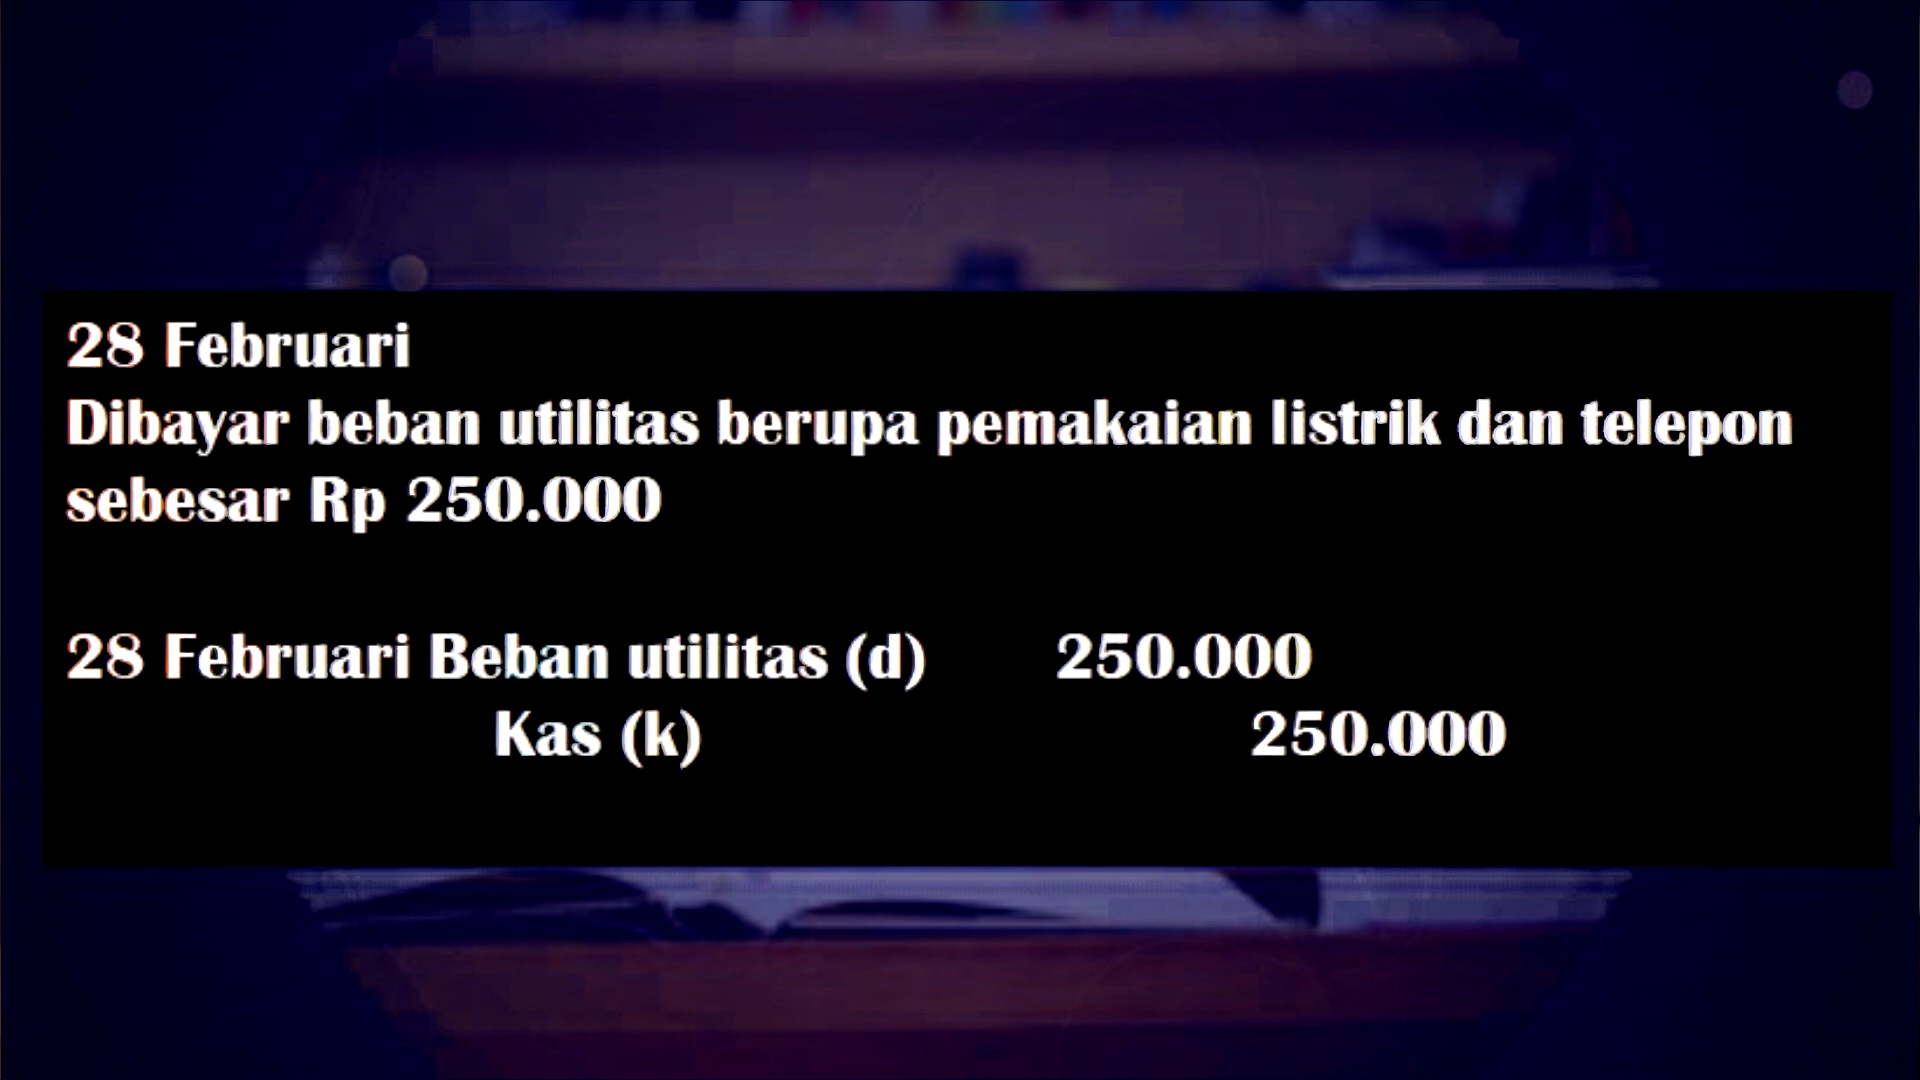 28 Februari
Dibayar beban utilitas berupa pemakaian listrik dan telepon
sebesar Rp 250.000
28 Februari Beban utilitas (d) 250.000
Kas (k) 250.000